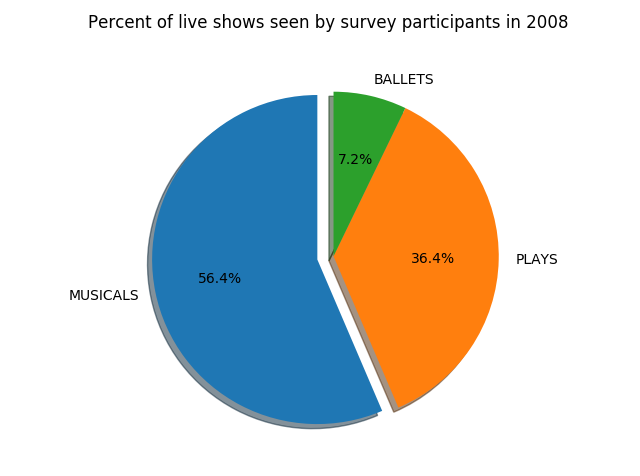 Percent of live shows seen by survey participants in 2008
BALLETS
7.2%
36.4%
PLAYS
56.4%
MUSICALS